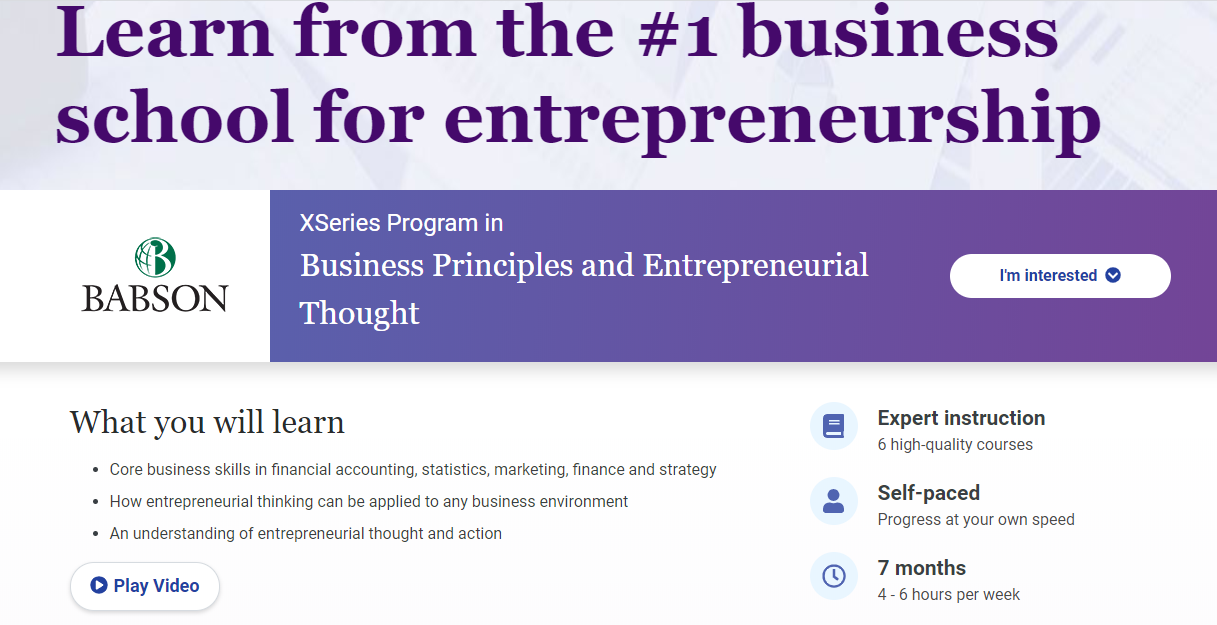 Learn from the #1 business
school for entrepreneurship
BABSON
XSeries Program in
Business Principles and Entrepreneurial
Thought
I'm interested
What you will learn
Core business skills in financial accounting, statistics, marketing, finance and strategy
How entrepreneurial thinking can be applied to any business environment
An understanding of entrepreneurial thought and action
Play Video
Expert instruction
6 high-quality courses
Self-paced
Progress at your own speed
7 months
4 - 6 hours per week